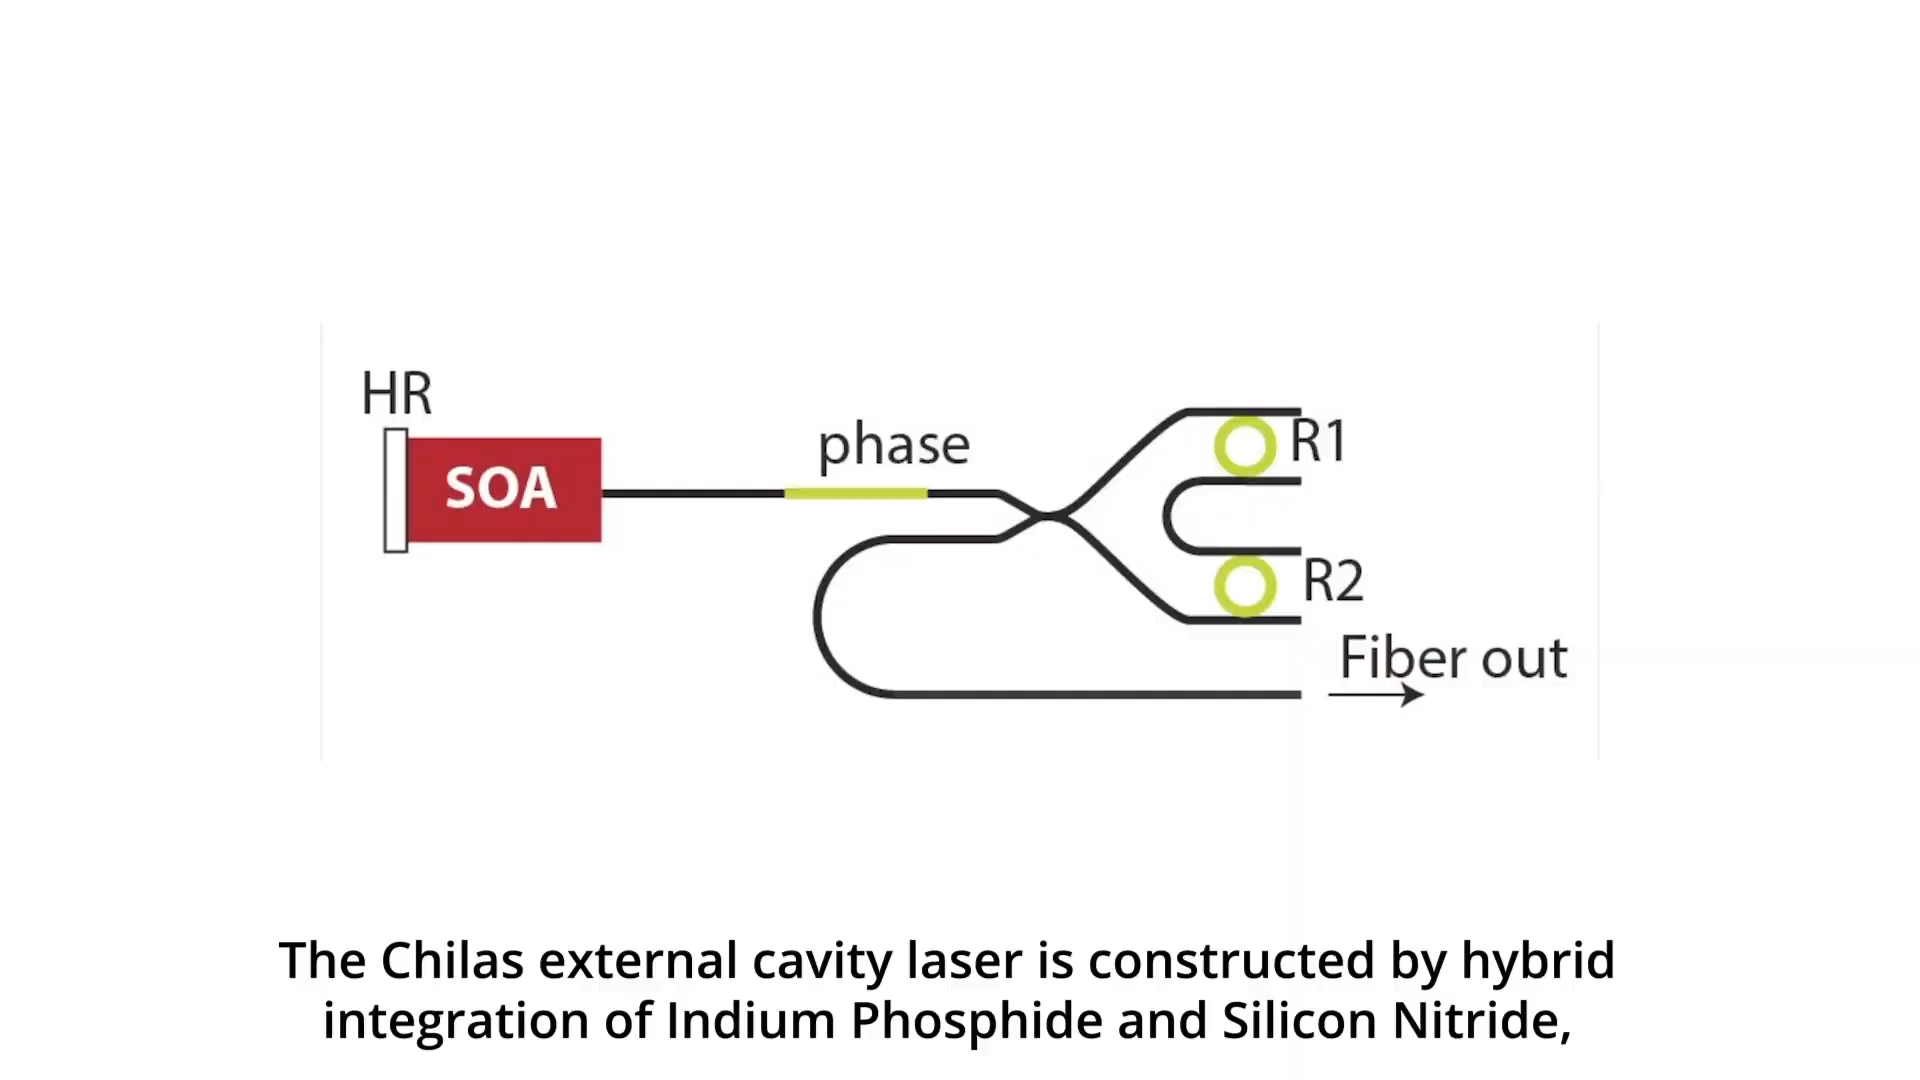 HR
SOA
phase
R1
R2
Fiber out
The Chilas external cavity laser is constructed by hybrid
integration of Indium Phosphide and Silicon Nitride,